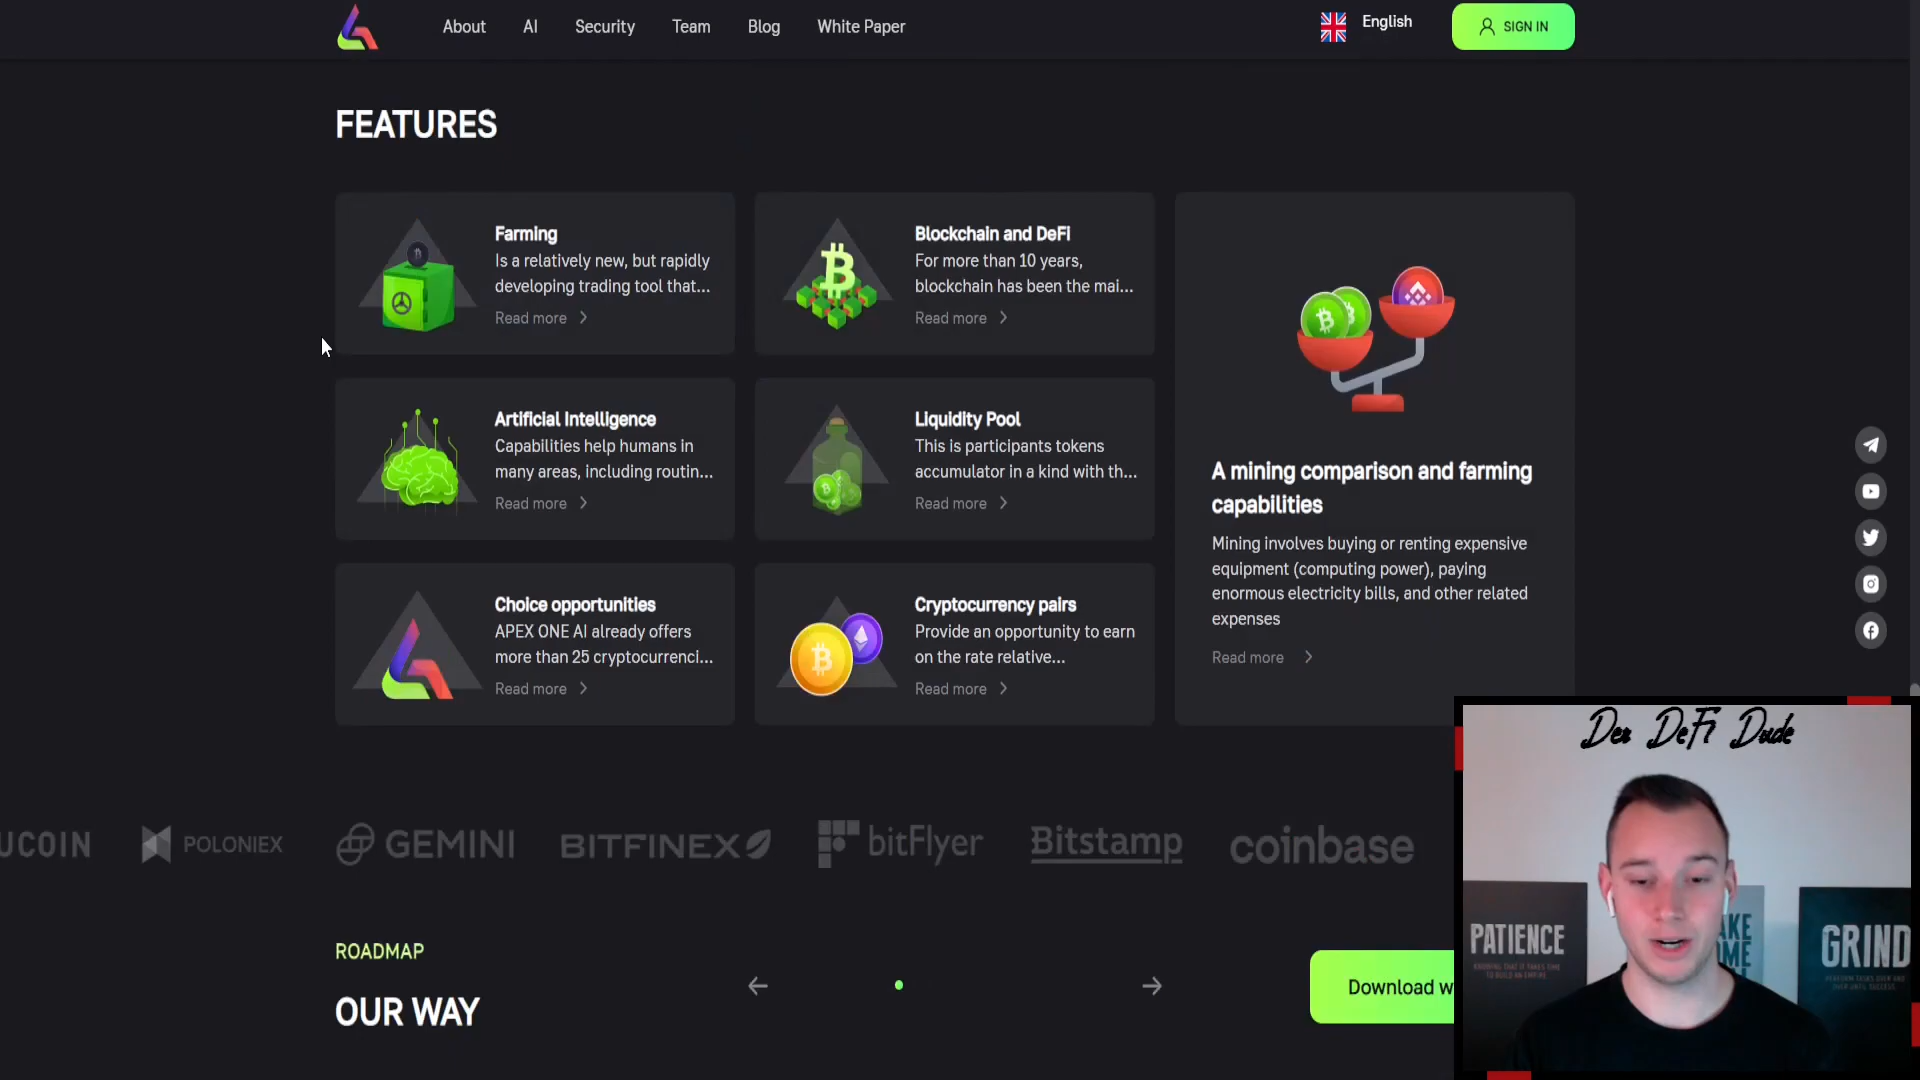 About AI Security Team Blog White Paper English SIGN IN
FEATURES
Farming
Is a relatively new, but rapidly
developing trading tool that...
Read more
Blockchain and DeFi
For more than 10 years,
blockchain has been the mai...
Read more
Artificial Intelligence
Capabilities help humans in
many areas, including routin...
Read more
Liquidity Pool
This is participants tokens
accumulator in a kind with th...
Read more
Choice opportunities
APEX ONE AI already offers
more than 25 cryptocurrenci...
Read more
Cryptocurrency pairs
Provide an opportunity to earn
on the rate relative...
Read more
A mining comparison and farming
capabilities
Mining involves buying or renting expensive
equipment (computing power), paying
enormous electricity bills, and other related
expenses
Read more
UCOIN POLONIEX GEMINI BITFINEX bitFlyer Bitstamp coinbase
ROADMAP
OUR WAY
Download w
Der DeFi Dude
PATIENCE
GRIND